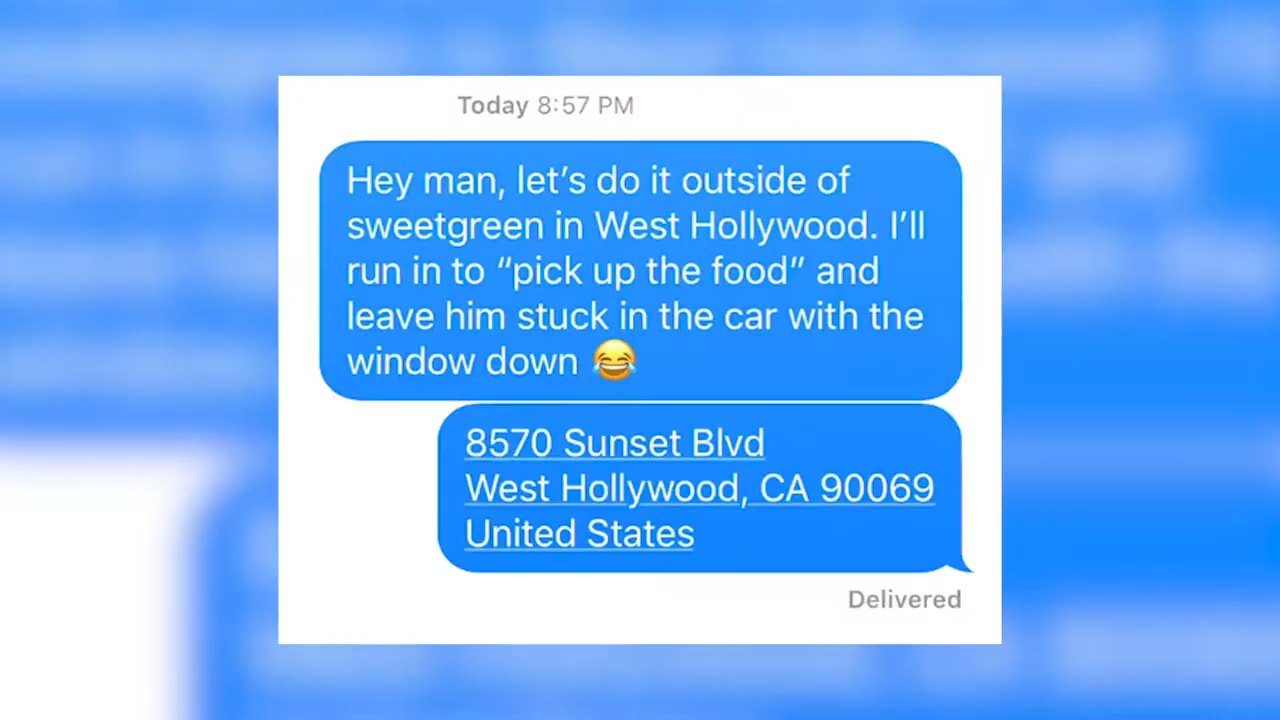 Today 8:57 PM
Hey man, let’s do it outside of
sweetgreen in West Hollywood. I’ll
run in to “pick up the food” and
leave him stuck in the car with the
window down 😂
8570 Sunset Blvd
West Hollywood, CA 90069
United States
Delivered